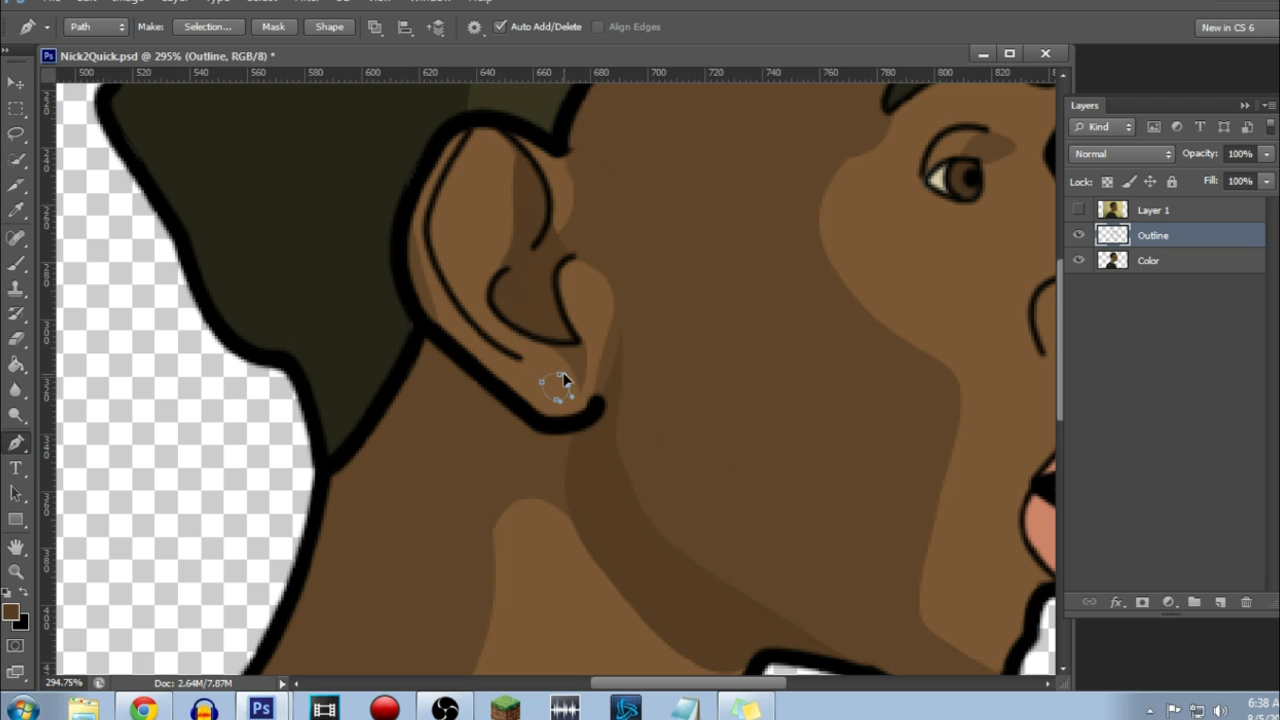 Path
Make:
Selection...
Mask
Shape
Auto Add/Delete
Align Edges
New in CS 6
Nick2Quick.psd @ 295% (Outline, RGB/8) *
500 520 540 560 580 600 620 640 660 680 700 720 740 760 780 800 820
Layers
Kind
Normal
Opacity: 100%
Lock:
Fill: 100%
Layer 1
Outline
Color
294.75%
Doc: 2.64M/7.87M
Ps
6:38